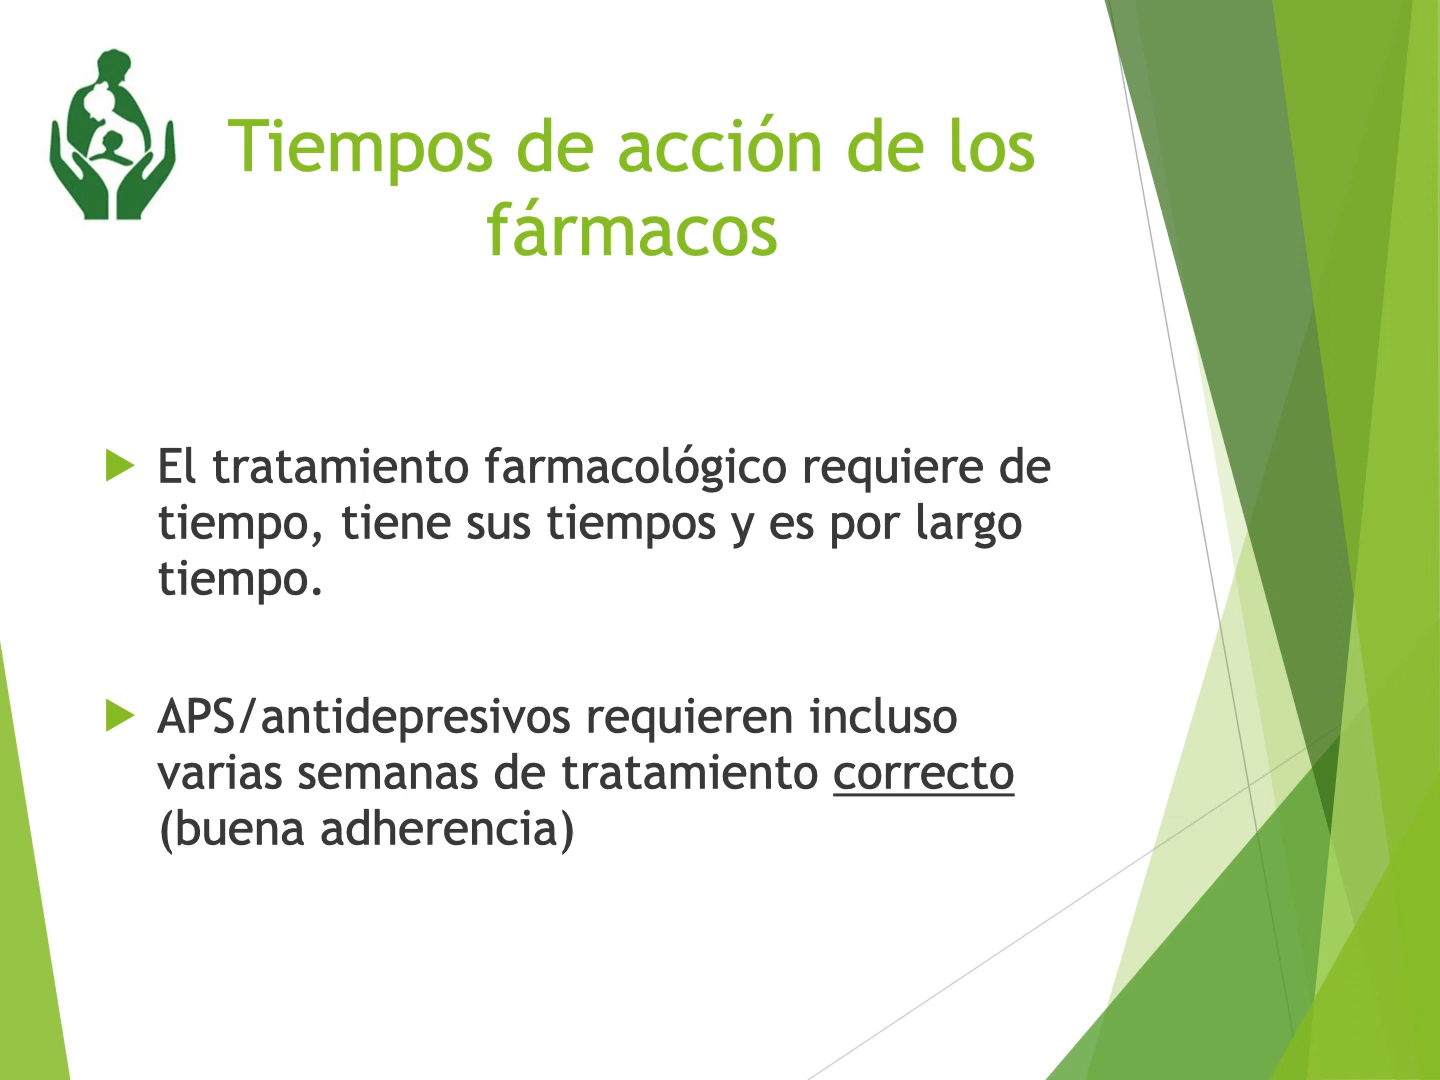 Tiempos de acción de los
fármacos
El tratamiento farmacológico requiere de
tiempo, tiene sus tiempos y es por largo
tiempo.
APS/antidepresivos requieren incluso
varias semanas de tratamiento correcto
(buena adherencia)